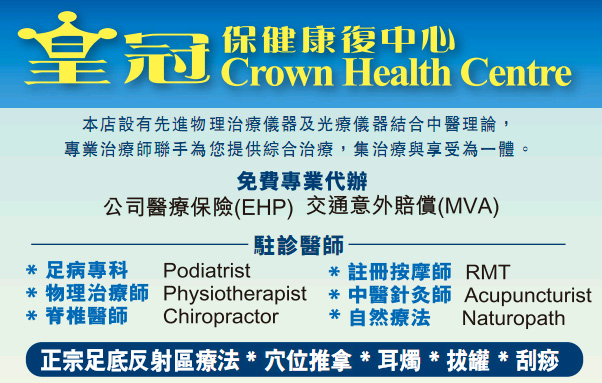 皇冠 保健康復中心
Crown Health Centre
本店設有先進物理治療儀器及光療儀器結合中醫理論，
專業治療師聯手為您提供綜合治療，集治療與享受為一體。
免費專業代辦
公司醫療保險(EHP) 交通意外賠償(MVA)
駐診醫師
* 足病專科 Podiatrist
* 物理治療師 Physiotherapist
* 脊椎醫師 Chiropractor
* 註冊按摩師 RMT
* 中醫針灸師 Acupuncturist
* 自然療法 Naturopath
正宗足底反射區療法 * 穴位推拿 * 耳燭 * 拔罐 * 刮痧